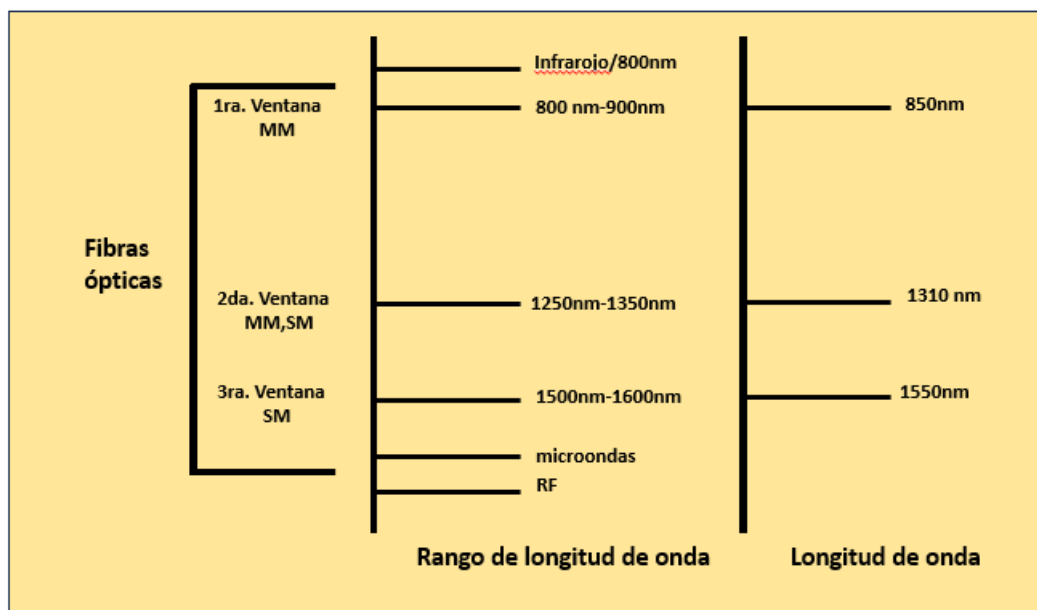 Infrarojo/800nm
1ra. Ventana
MM
800 nm-900nm
850nm
Fibras
ópticas
2da. Ventana
MM,SM
1250nm-1350nm
1310 nm
3ra. Ventana
SM
1500nm-1600nm
1550nm
microondas
RF
Rango de longitud de onda
Longitud de onda